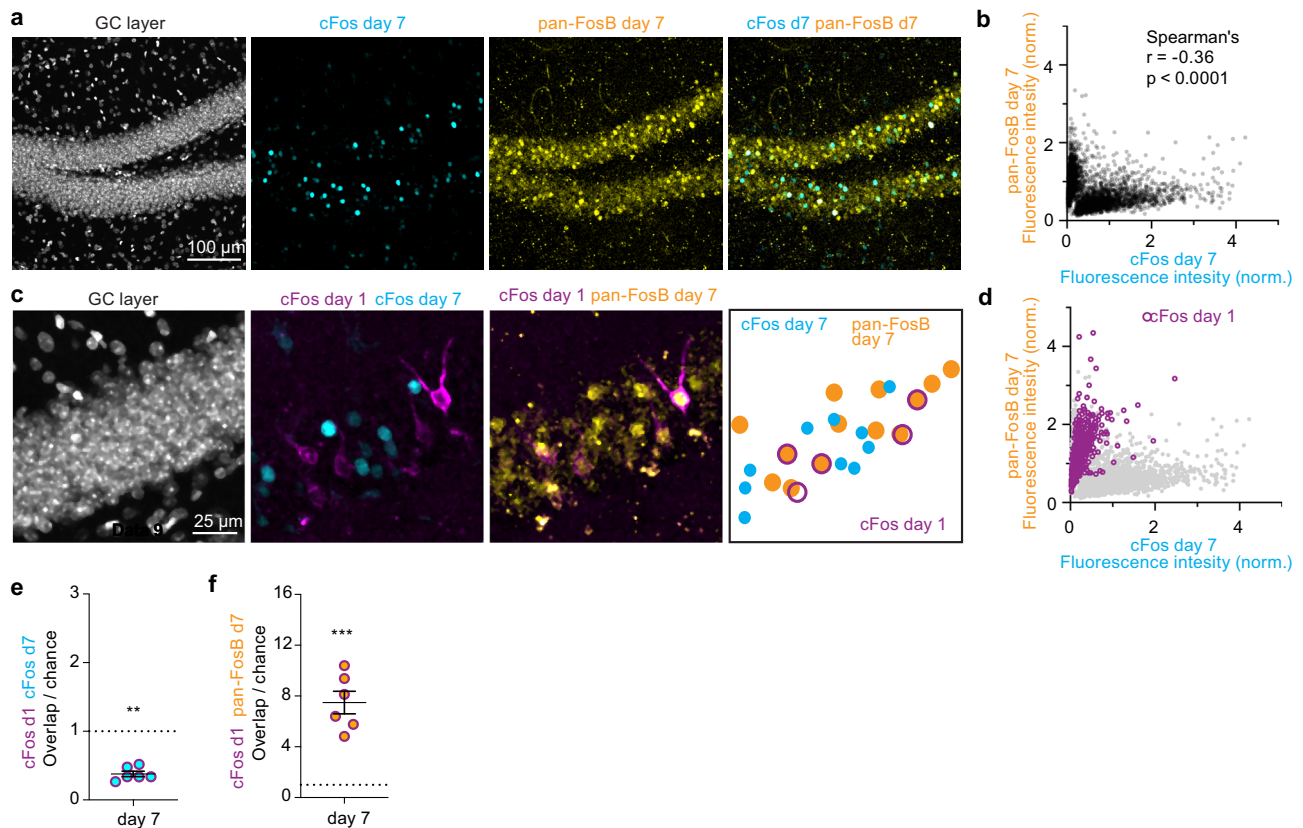 a
GC layer
cFos day 7
pan-FosB day 7
cFos d7 pan-FosB d7
100 µm
b
pan-FosB day 7
Fluorescence intesity (norm.)
Spearman's
r = -0.36
p < 0.0001
4
2
0
0 2 4
cFos day 7
Fluorescence intesity (norm.)
c
GC layer
cFos day 1 cFos day 7
cFos day 1 pan-FosB day 7
Data 9
25 µm
cFos day 7
pan-FosB
day 7
cFos day 1
d
pan-FosB day 7
Fluorescence intesity (norm.)
cFos day 1
4
2
0
0 2 4
cFos day 7
Fluorescence intesity (norm.)
e
cFos d1 cFos d7
Overlap / chance
3
2
1
0
**
day 7
f
cFos d1 pan-FosB d7
Overlap / chance
16
12
8
4
0
***
day 7